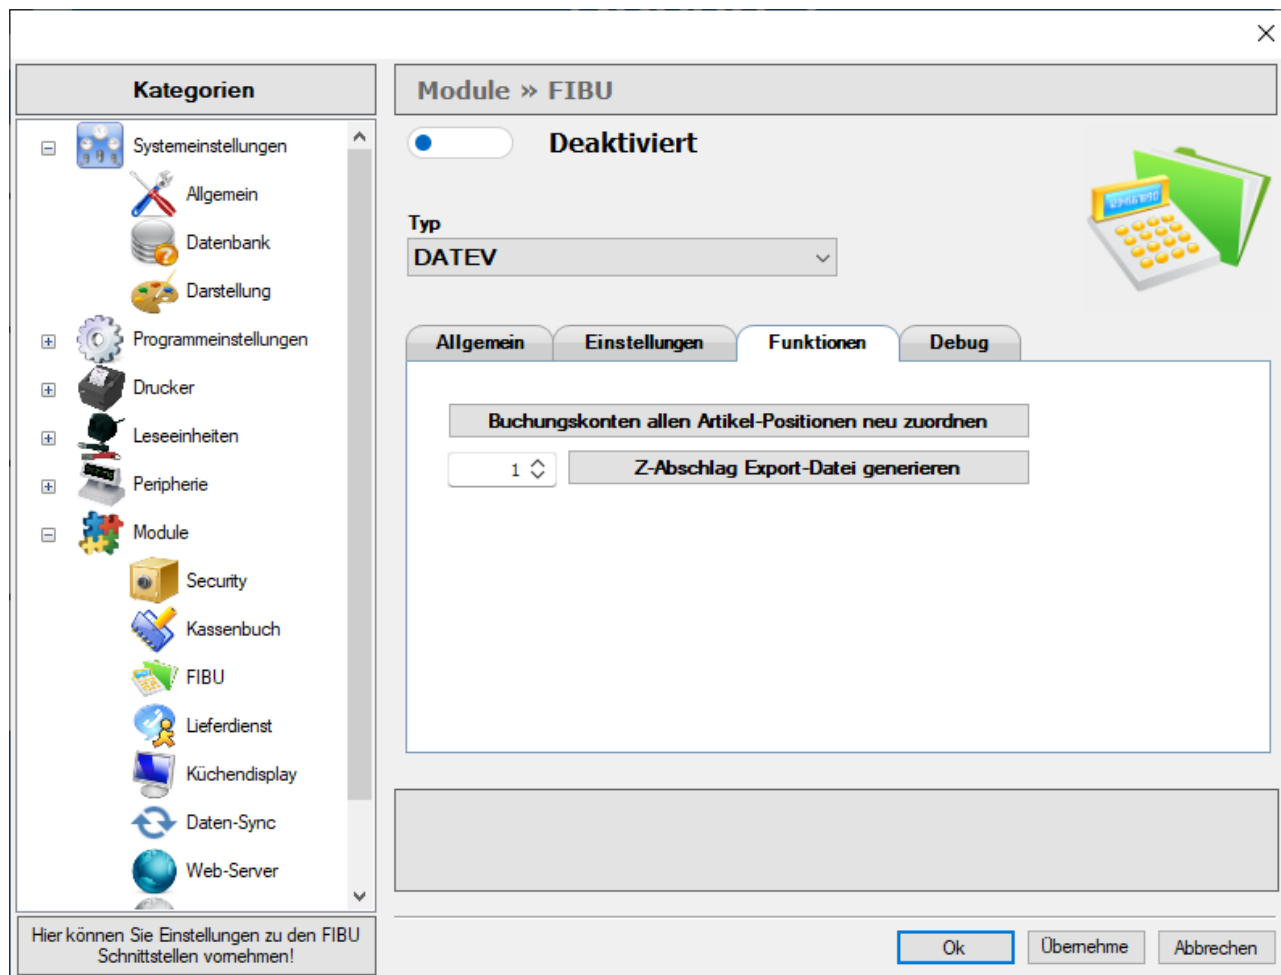 Kategorien
Systemeinstellungen
Allgemein
Datenbank
Darstellung
Programmeinstellungen
Drucker
Leseeinheiten
Peripherie
Module
Security
Kassenbuch
FIBU
Lieferdienst
Küchendisplay
Daten-Sync
Web-Server
Hier können Sie Einstellungen zu den FIBU
Schnittstellen vornehmen!
Module » FIBU
Deaktiviert
Typ
DATEV
Allgemein
Einstellungen
Funktionen
Debug
Buchungskonten allen Artikel-Positionen neu zuordnen
1
Z-Abschlag Export-Datei generieren
Ok
Übernehme
Abbrechen